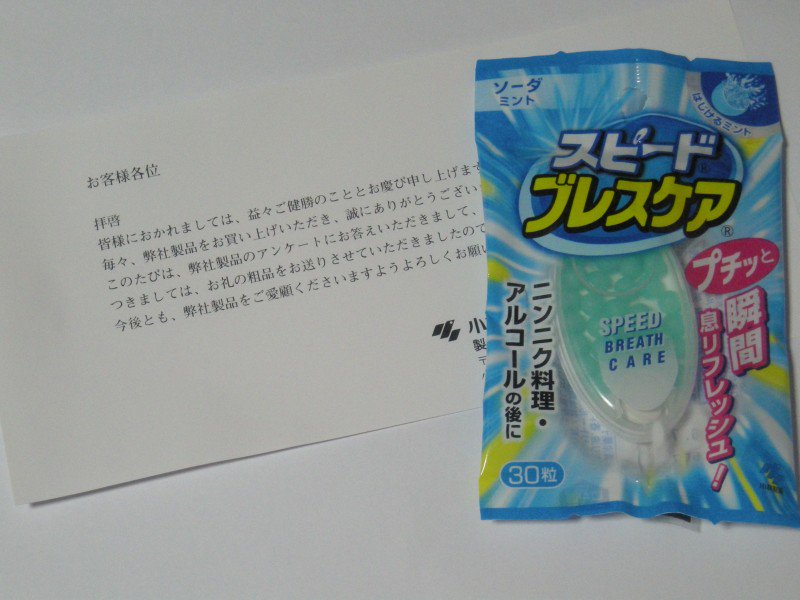 お客様各位
拝啓
皆様におかれましては、益々ご健勝のこととお慶び申し上げます
毎々、弊社製品をお買い上げいただき、誠にありがとうござい
このたびは、弊社製品のアンケートにお答えいただきまして、
つきましては、お礼の粗品をお送りさせていただきましたので
今後とも、弊社製品をご愛顧くださいますようよろしくお願い
小
製
〒
ソーダ
ミント
はじけるミント
スピード®
ブレスケア®
プチッと
瞬間
息リフレッシュ!
ニンニク料理・
アルコールの後に
SPEED
BREATH
CARE
30粒